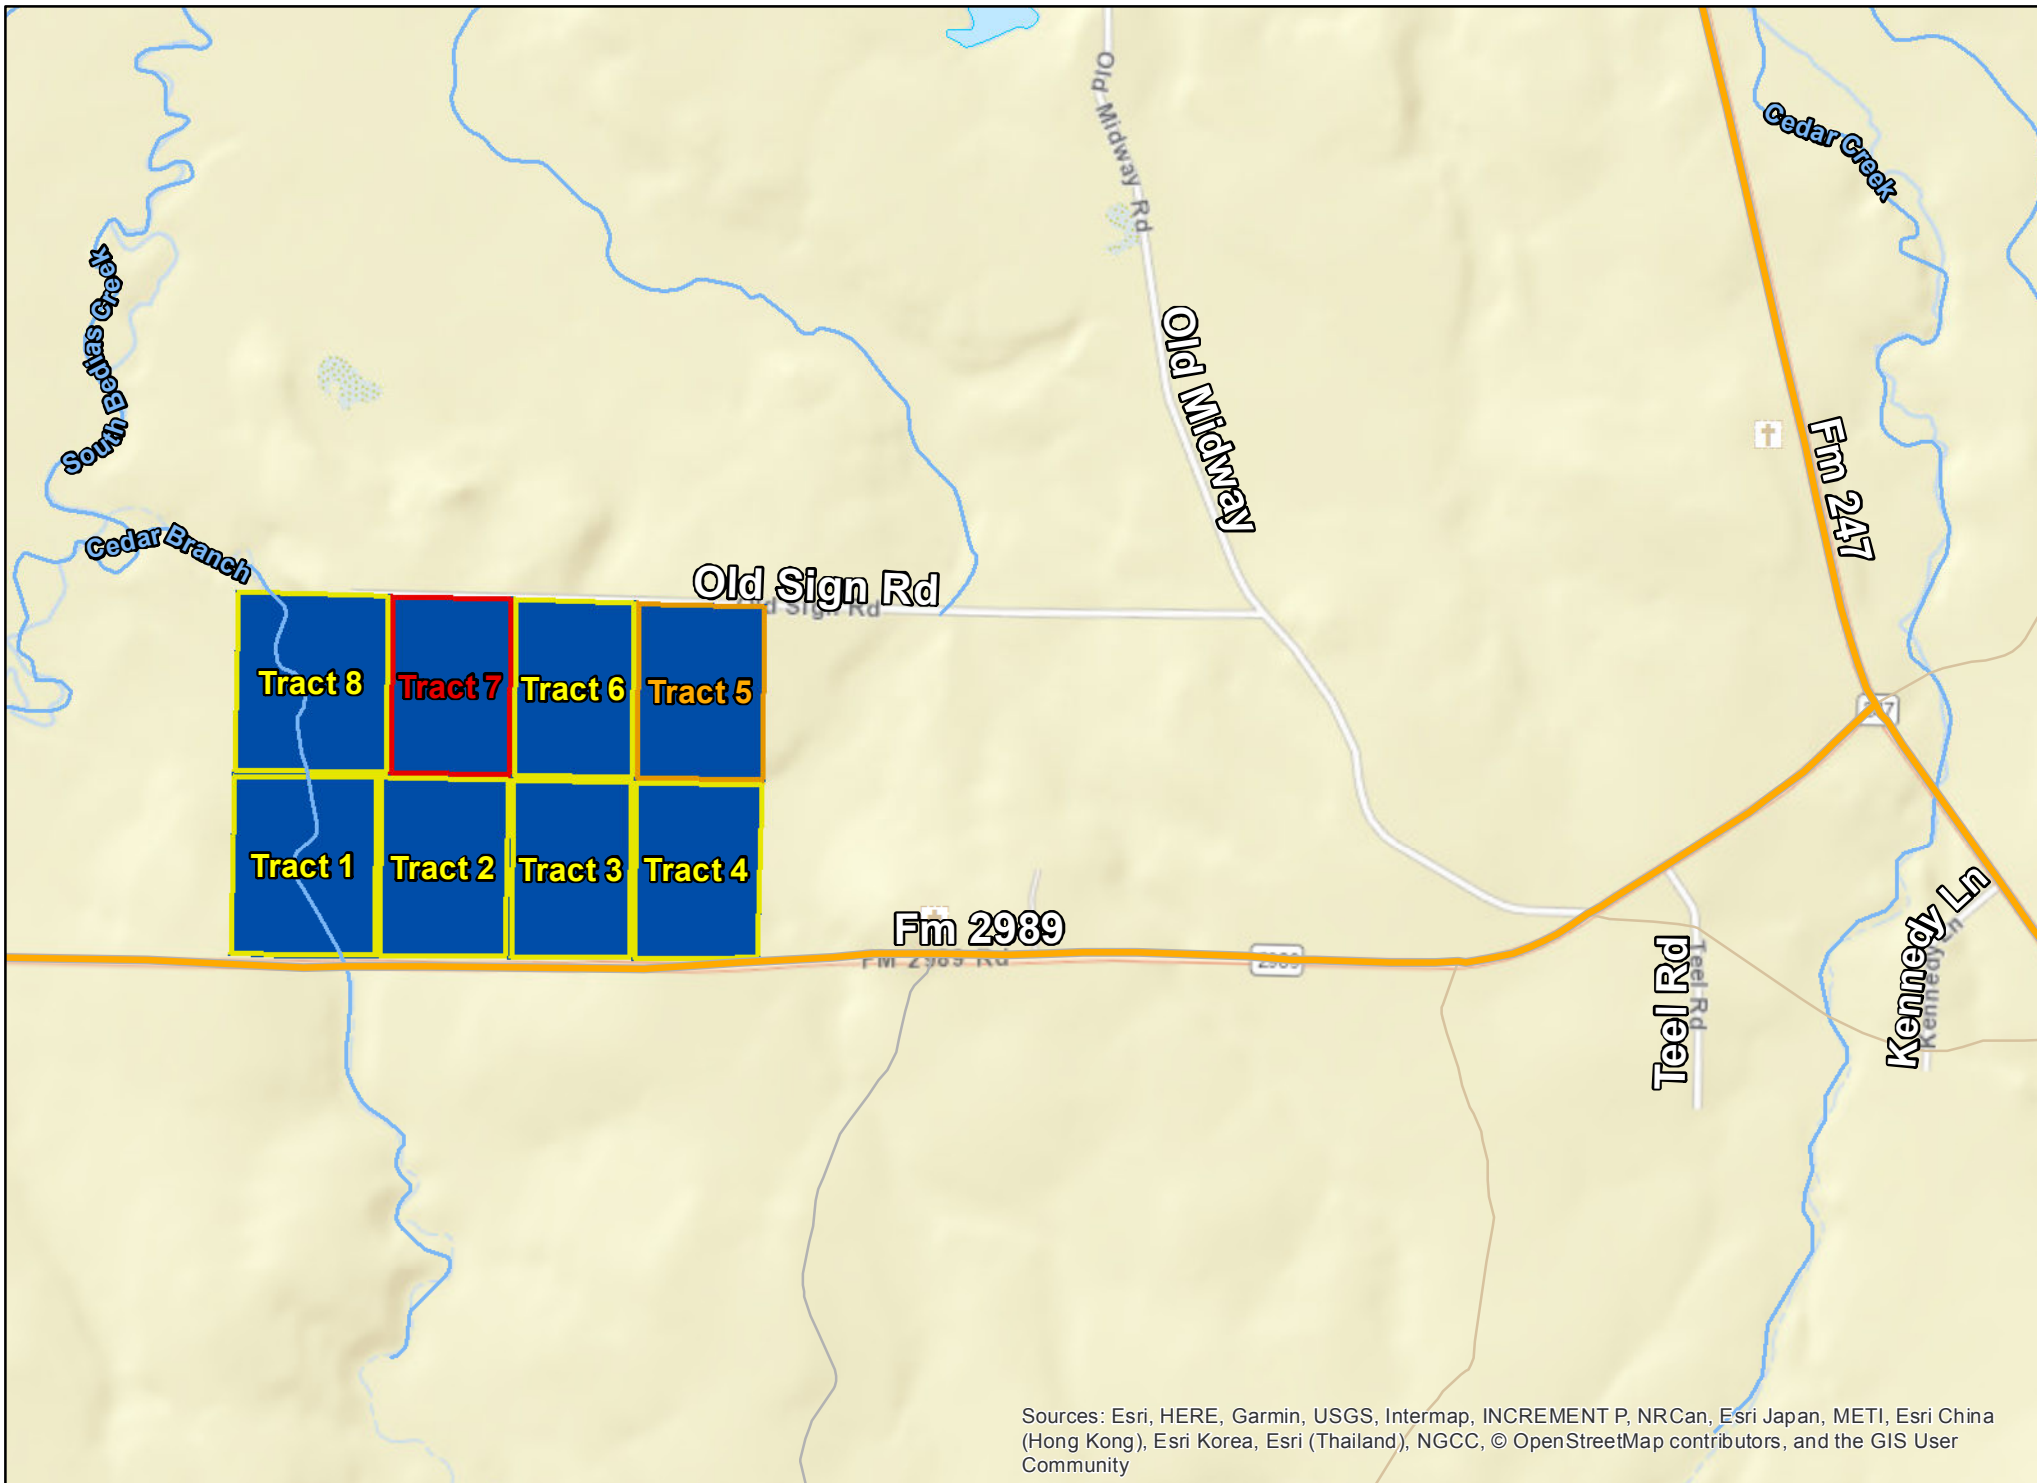 Old Midway Rd
Cedar Creek
South Bedias Creek
Old Midway
Fm 247
Cedar Branch
Old Sign Rd
Old Sign Rd
Tract 8
Tract 7
Tract 6
Tract 5
247
Tract 1
Tract 2
Tract 3
Tract 4
Fm 2989
FM 2989 Rd
2989
Teel Rd
Teel Rd
Kennedy Ln
Kennedy Ln
Sources: Esri, HERE, Garmin, USGS, Intermap, INCREMENT P, NRCan, Esri Japan, METI, Esri China
(Hong Kong), Esri Korea, Esri (Thailand), NGCC, © OpenStreetMap contributors, and the GIS User
Community